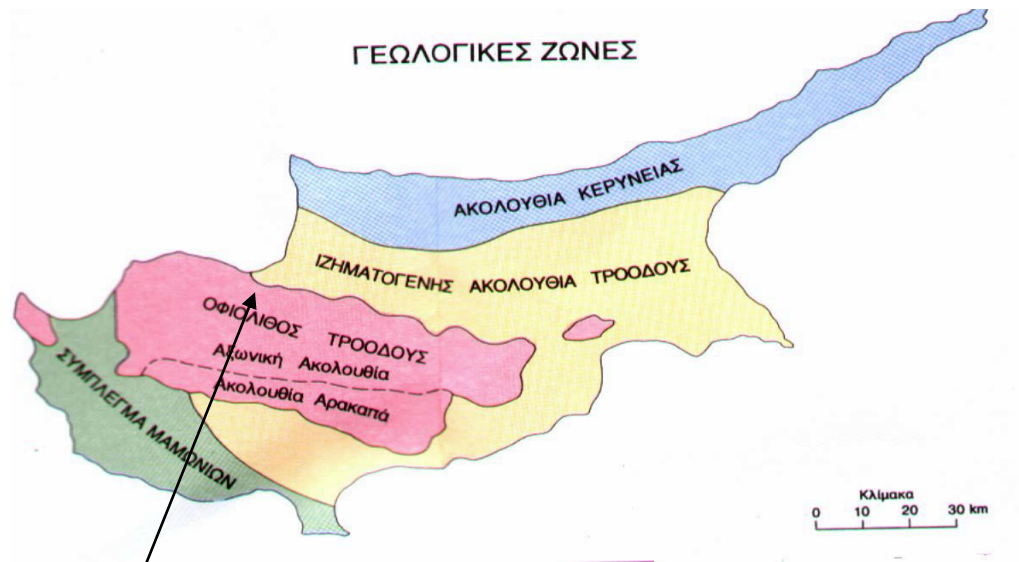 ΓΕΩΛΟΓΙΚΕΣ ΖΩΝΕΣ
ΑΚΟΛΟΥΘΙΑ ΚΕΡΥΝΕΙΑΣ
ΙΖΗΜΑΤΟΓΕΝΗΣ ΑΚΟΛΟΥΘΙΑ ΤΡΟΟΔΟΥΣ
ΟΦΙΟΛΙΘΟΣ ΤΡΟΟΔΟΥΣ
Αξωνική Ακολουθία
Ακολουθία Αρακαπά
ΣΥΜΠΛΕΓΜΑ ΜΑΜΩΝΙΩΝ
Κλίμακα
0 10 20 30 km